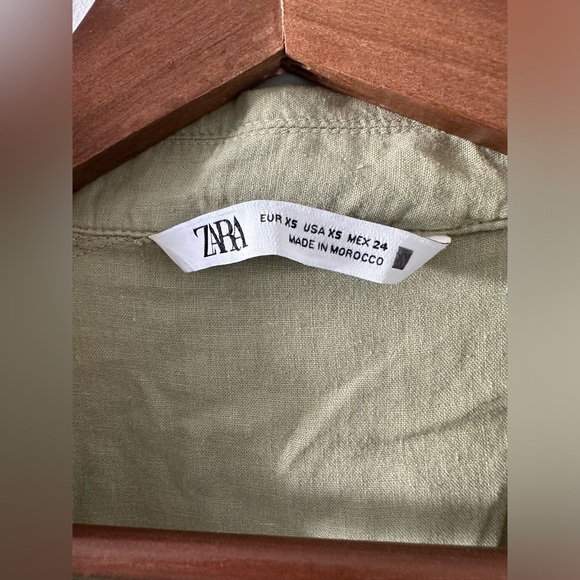 ZARA
EUR XS USA XS MEX 24
MADE IN MOROCCO